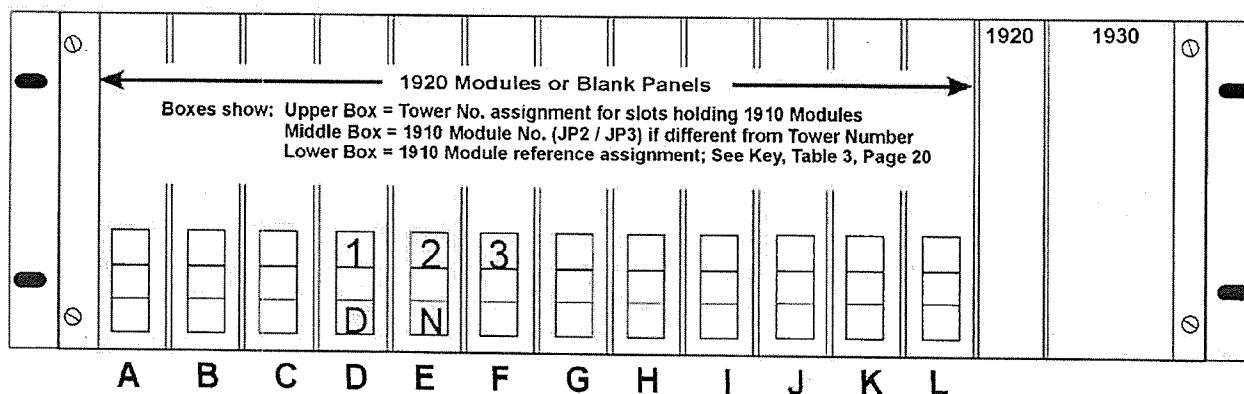 1920 1930
1920 Modules or Blank Panels
Boxes show: Upper Box = Tower No. assignment for slots holding 1910 Modules
Middle Box = 1910 Module No. (JP2 / JP3) if different from Tower Number
Lower Box = 1910 Module reference assignment; See Key, Table 3, Page 20
1 2 3
D N
A B C D E F G H I J K L